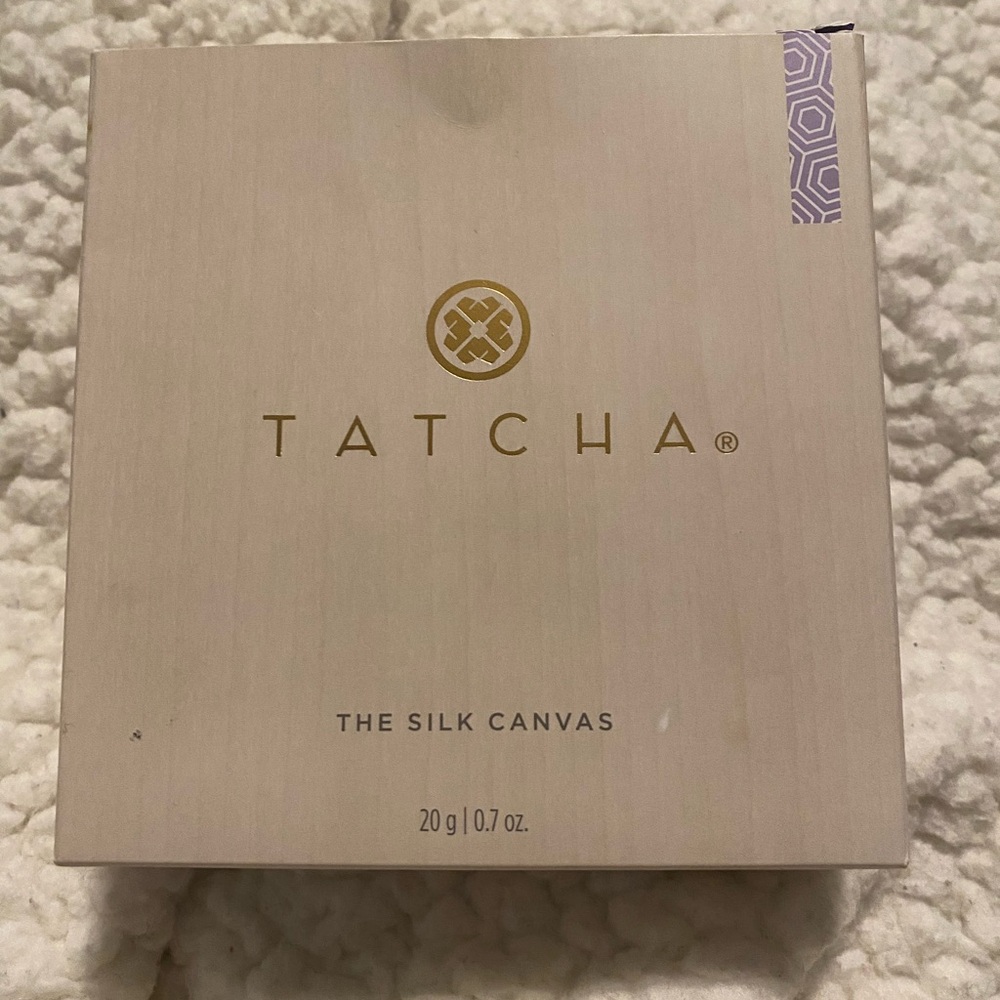 TATCHA®
THE SILK CANVAS
20 g | 0.7 oz.